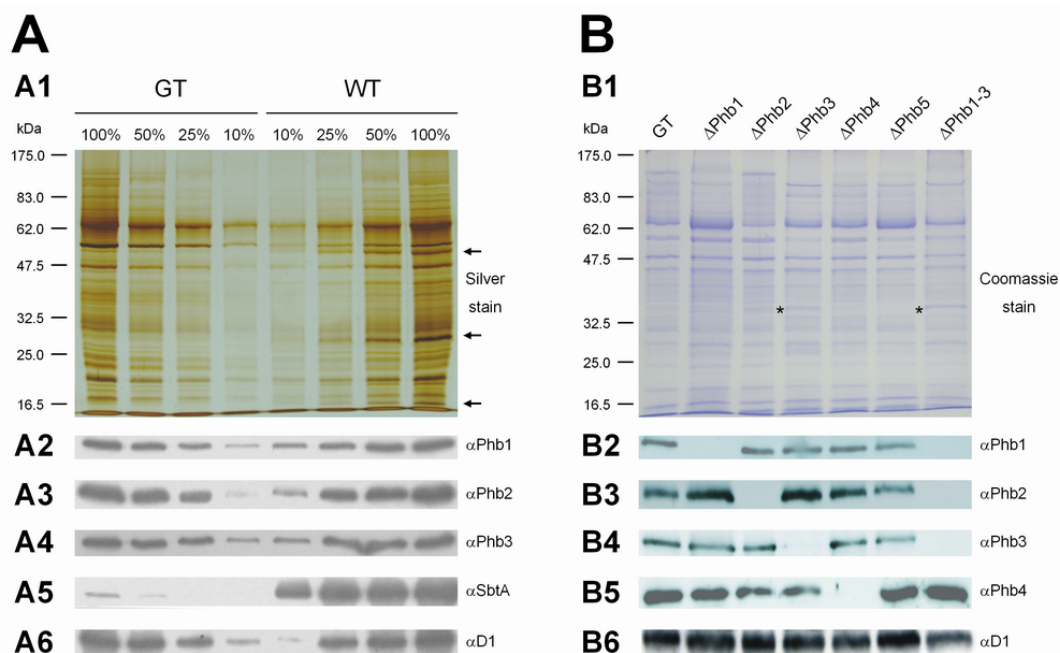 A
A1
GT WT
kDa 100% 50% 25% 10% 10% 25% 50% 100%
175.0
83.0
62.0
47.5
32.5
25.0
16.5
Silver
stain
A2 αPhb1
A3 αPhb2
A4 αPhb3
A5 αSbtA
A6 αD1
B
B1
kDa GT ΔPhb1 ΔPhb2 ΔPhb3 ΔPhb4 ΔPhb5 ΔPhb1-3
175.0
83.0
62.0
47.5
32.5
25.0
16.5
* *
Coomassie
stain
B2 αPhb1
B3 αPhb2
B4 αPhb3
B5 αPhb4
B6 αD1